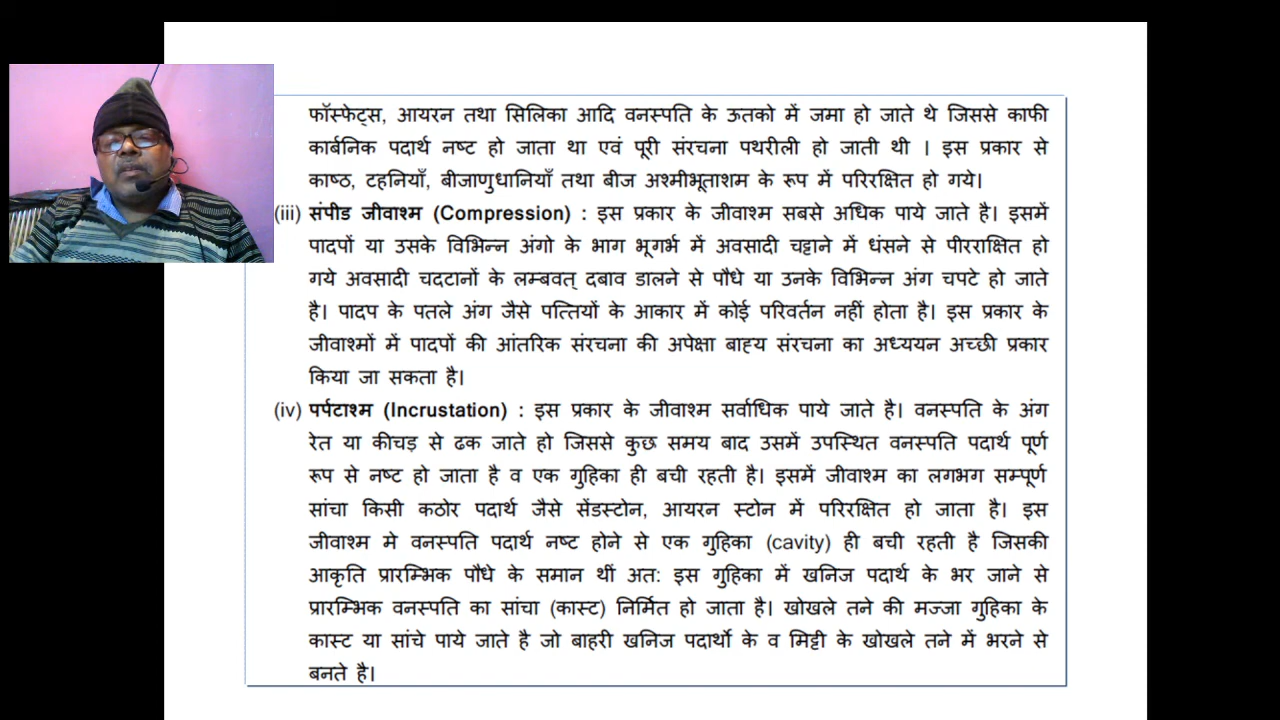 फॉस्फेट्स, आयरन तथा सिलिका आदि वनस्पति के ऊतको में जमा हो जाते थे जिससे काफी
कार्बनिक पदार्थ नष्ट हो जाता था एवं पूरी संरचना पथरीली हो जाती थी । इस प्रकार से
काष्ठ, टहनियाँ, बीजाणुधानियाँ तथा बीज अश्मीभूताशम के रूप में परिरक्षित हो गये।
(iii) संपीड जीवाश्म (Compression) : इस प्रकार के जीवाश्म सबसे अधिक पाये जाते है। इसमें
पादपों या उसके विभिन्न अंगो के भाग भूगर्भ में अवसादी चट्टाने में धंसने से पीरराक्षित हो
गये अवसादी चदटानों के लम्बवत् दबाव डालने से पौधे या उनके विभिन्न अंग चपटे हो जाते
है। पादप के पतले अंग जैसे पत्तियों के आकार में कोई परिवर्तन नहीं होता है। इस प्रकार के
जीवाश्मों में पादपों की आंतरिक संरचना की अपेक्षा बाह्य संरचना का अध्ययन अच्छी प्रकार
किया जा सकता है।
(iv) पर्पटाश्म (Incrustation) : इस प्रकार के जीवाश्म सर्वाधिक पाये जाते है। वनस्पति के अंग
रेत या कीचड़ से ढक जाते हो जिससे कुछ समय बाद उसमें उपस्थित वनस्पति पदार्थ पूर्ण
रूप से नष्ट हो जाता है व एक गुहिका ही बची रहती है। इसमें जीवाश्म का लगभग सम्पूर्ण
सांचा किसी कठोर पदार्थ जैसे सेंडस्टोन, आयरन स्टोन में परिरक्षित हो जाता है। इस
जीवाश्म मे वनस्पति पदार्थ नष्ट होने से एक गुहिका (cavity) ही बची रहती है जिसकी
आकृति प्रारम्भिक पौधे के समान थीं अत: इस गुहिका में खनिज पदार्थ के भर जाने से
प्रारम्भिक वनस्पति का सांचा (कास्ट) निर्मित हो जाता है। खोखले तने की मज्जा गुहिका के
कास्ट या सांचे पाये जाते है जो बाहरी खनिज पदार्थो के व मिट्टी के खोखले तने में भरने से
बनते है।